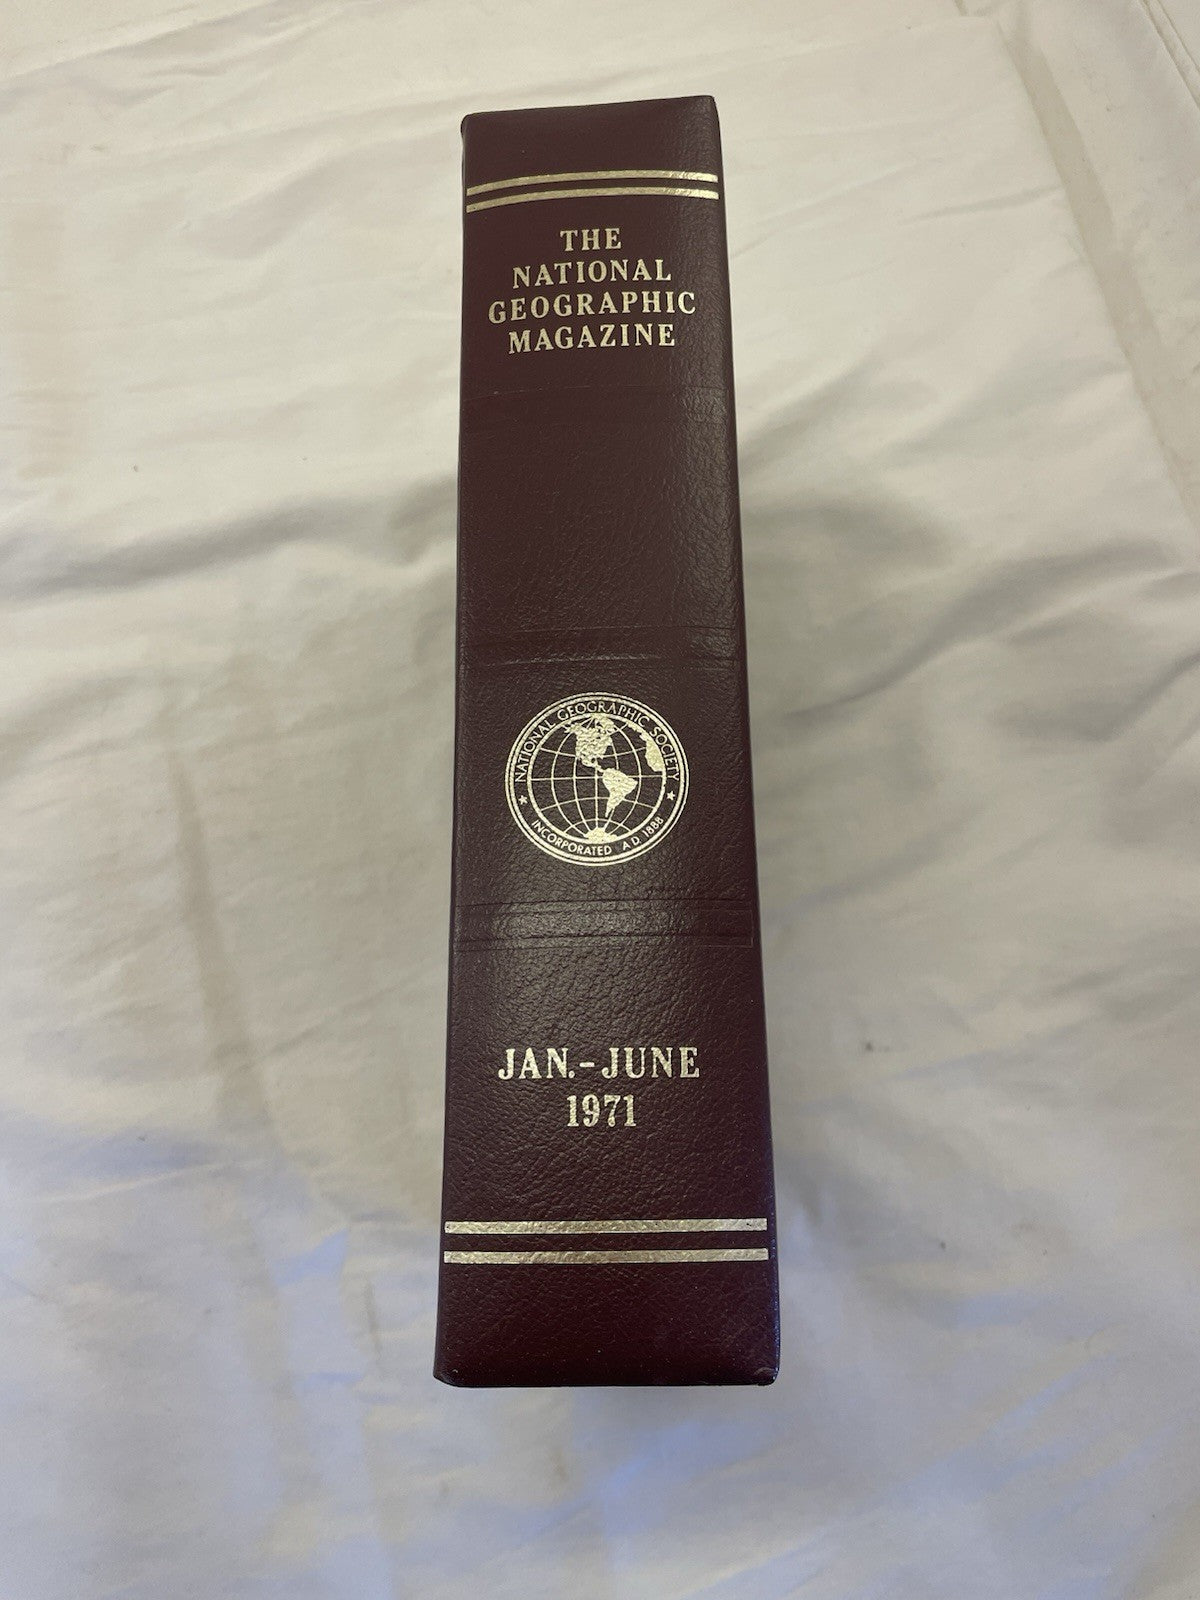 THE
NATIONAL
GEOGRAPHIC
MAGAZINE
NATIONAL GEOGRAPHIC SOCIETY
INCORPORATED A.D. 1888
JAN.-JUNE
1971